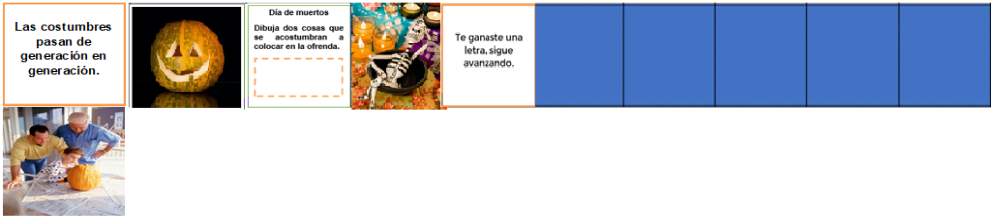 Las costumbres
pasan de
generación en
generación.
Día de muertos
Dibuja dos cosas que
se acostumbran a
colocar en la ofrenda.
Te ganaste una
letra, sigue
avanzando.